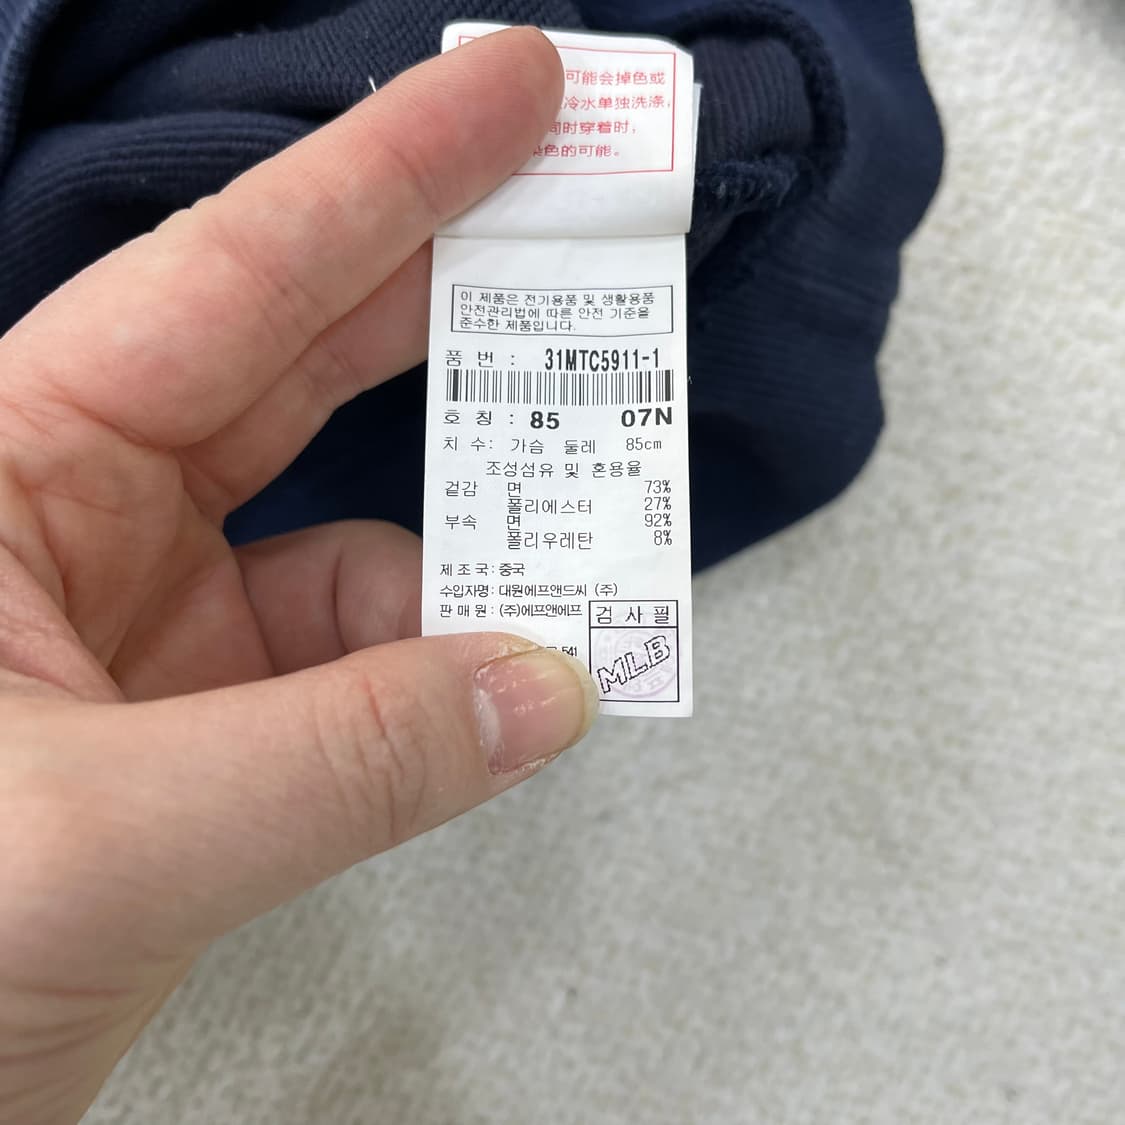 可能会掉色或
冷水单独洗涤,
同时穿着时,
染色的可能。
이 제품은 전기용품 및 생활용품
안전관리법에 따른 안전 기준을
준수한 제품입니다.
품 번 : 31MTC5911-1
호 칭 : 85 07N
치 수: 가슴 둘레 85cm
조성섬유 및 혼용율
겉감 면 73%
폴리에스터 27%
부속 면 92%
폴리우레탄 8%
제 조 국 : 중국
수입자명 : 대원에프앤드씨 (주)
판 매 원 : (주)에프앤에프
541
검 사 필
MLB